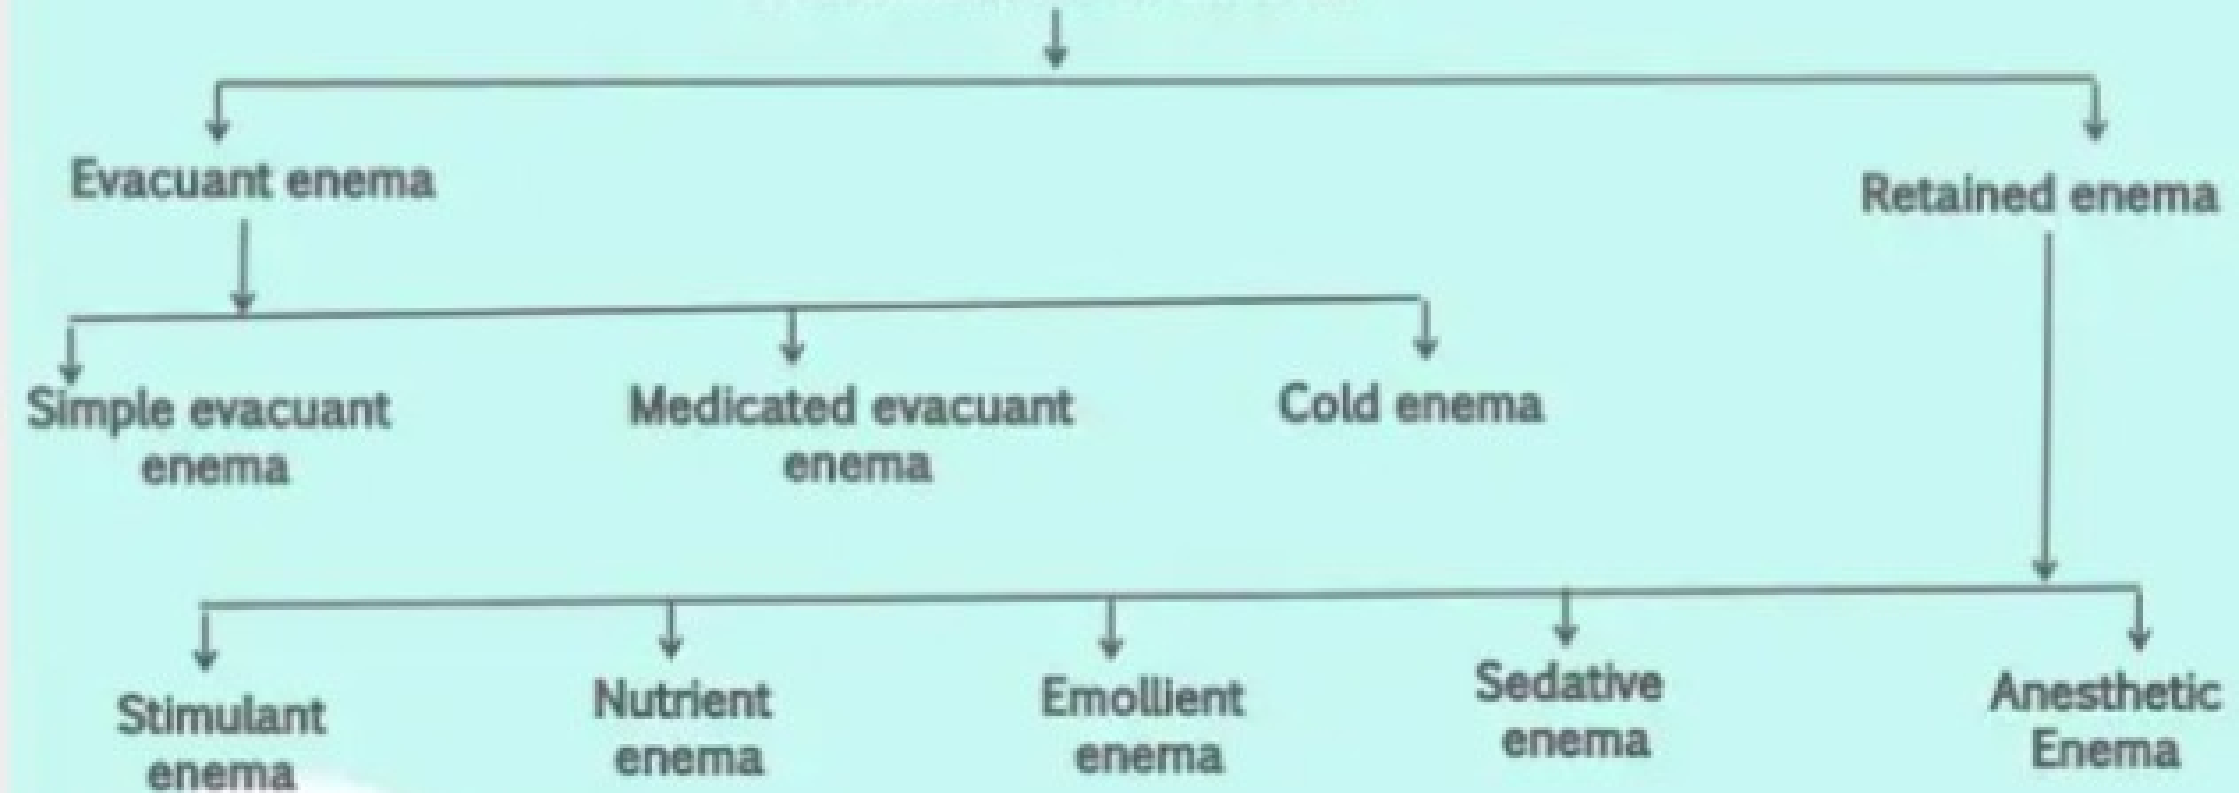 Evacuant enema
Retained enema
Simple evacuant
enema
Medicated evacuant
enema
Cold enema
Stimulant
enema
Nutrient
enema
Emollient
enema
Sedative
enema
Anesthetic
Enema